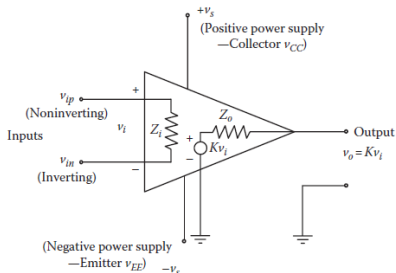 +vs
(Positive power supply
—Collector vCC)
vip
+
(Noninverting)
Zo
Inputs
vi
Zi
+
Output
Kvi
vo = Kvi
–
vin
–
(Inverting)
(Negative power supply
—Emitter vEE)
–vs